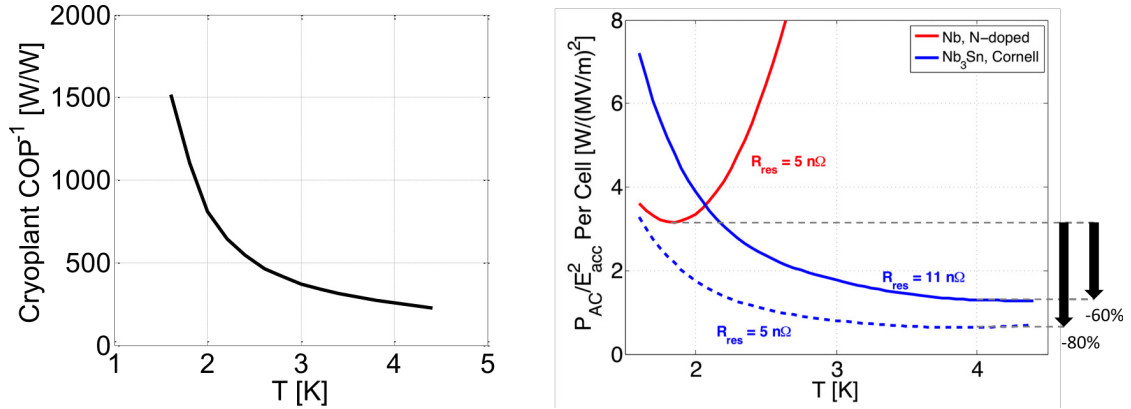 2000
1500
1000
500
0
1
2
3
4
5
Cryoplant COP⁻¹ [W/W]
T [K]
8
6
4
2
0
2
3
4
P_AC/E²_acc Per Cell [W/(MV/m)²]
T [K]
Nb, N-doped
Nb₃Sn, Cornell
R_res = 5 nΩ
R_res = 11 nΩ
R_res = 5 nΩ
-60%
-80%